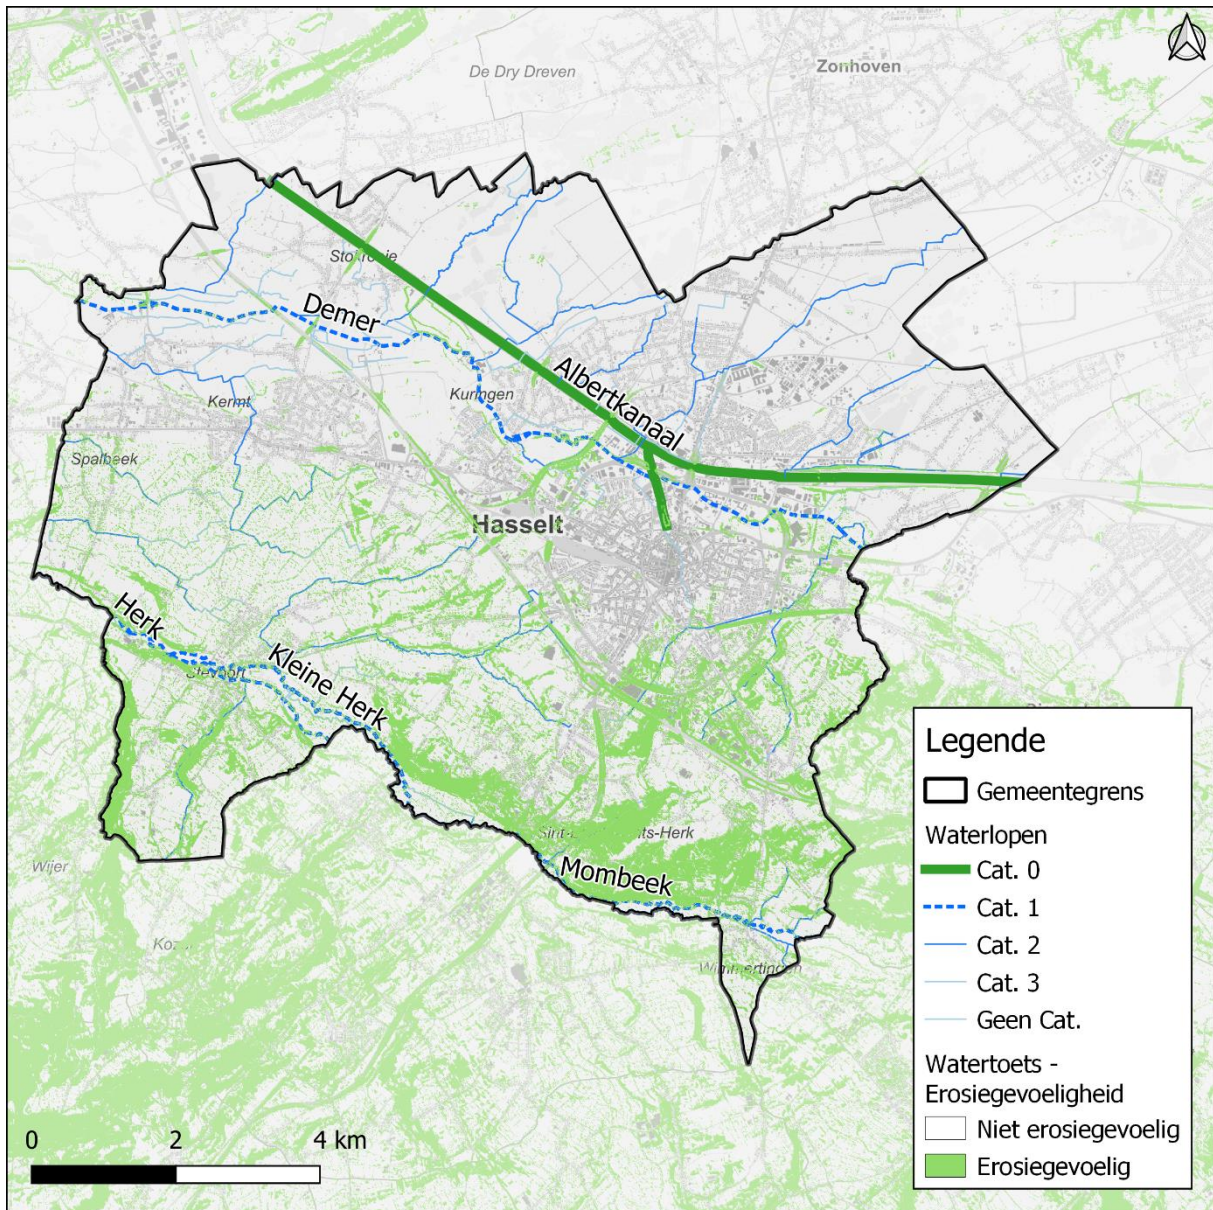 De Dry Dreven
Zonhoven
Demer
Albertkanaal
Kermt
Kuringen
Spalbeek
Hasselt
Herk
Kleine Herk
Mombeek
Wijer
Wimmertingen
Legende
Gemeentegrens
Waterlopen
Cat. 0
Cat. 1
Cat. 2
Cat. 3
Geen Cat.
Watertoets -
Erosiegevoeligheid
Niet erosiegevoelig
Erosiegevoelig
0 2 4 km